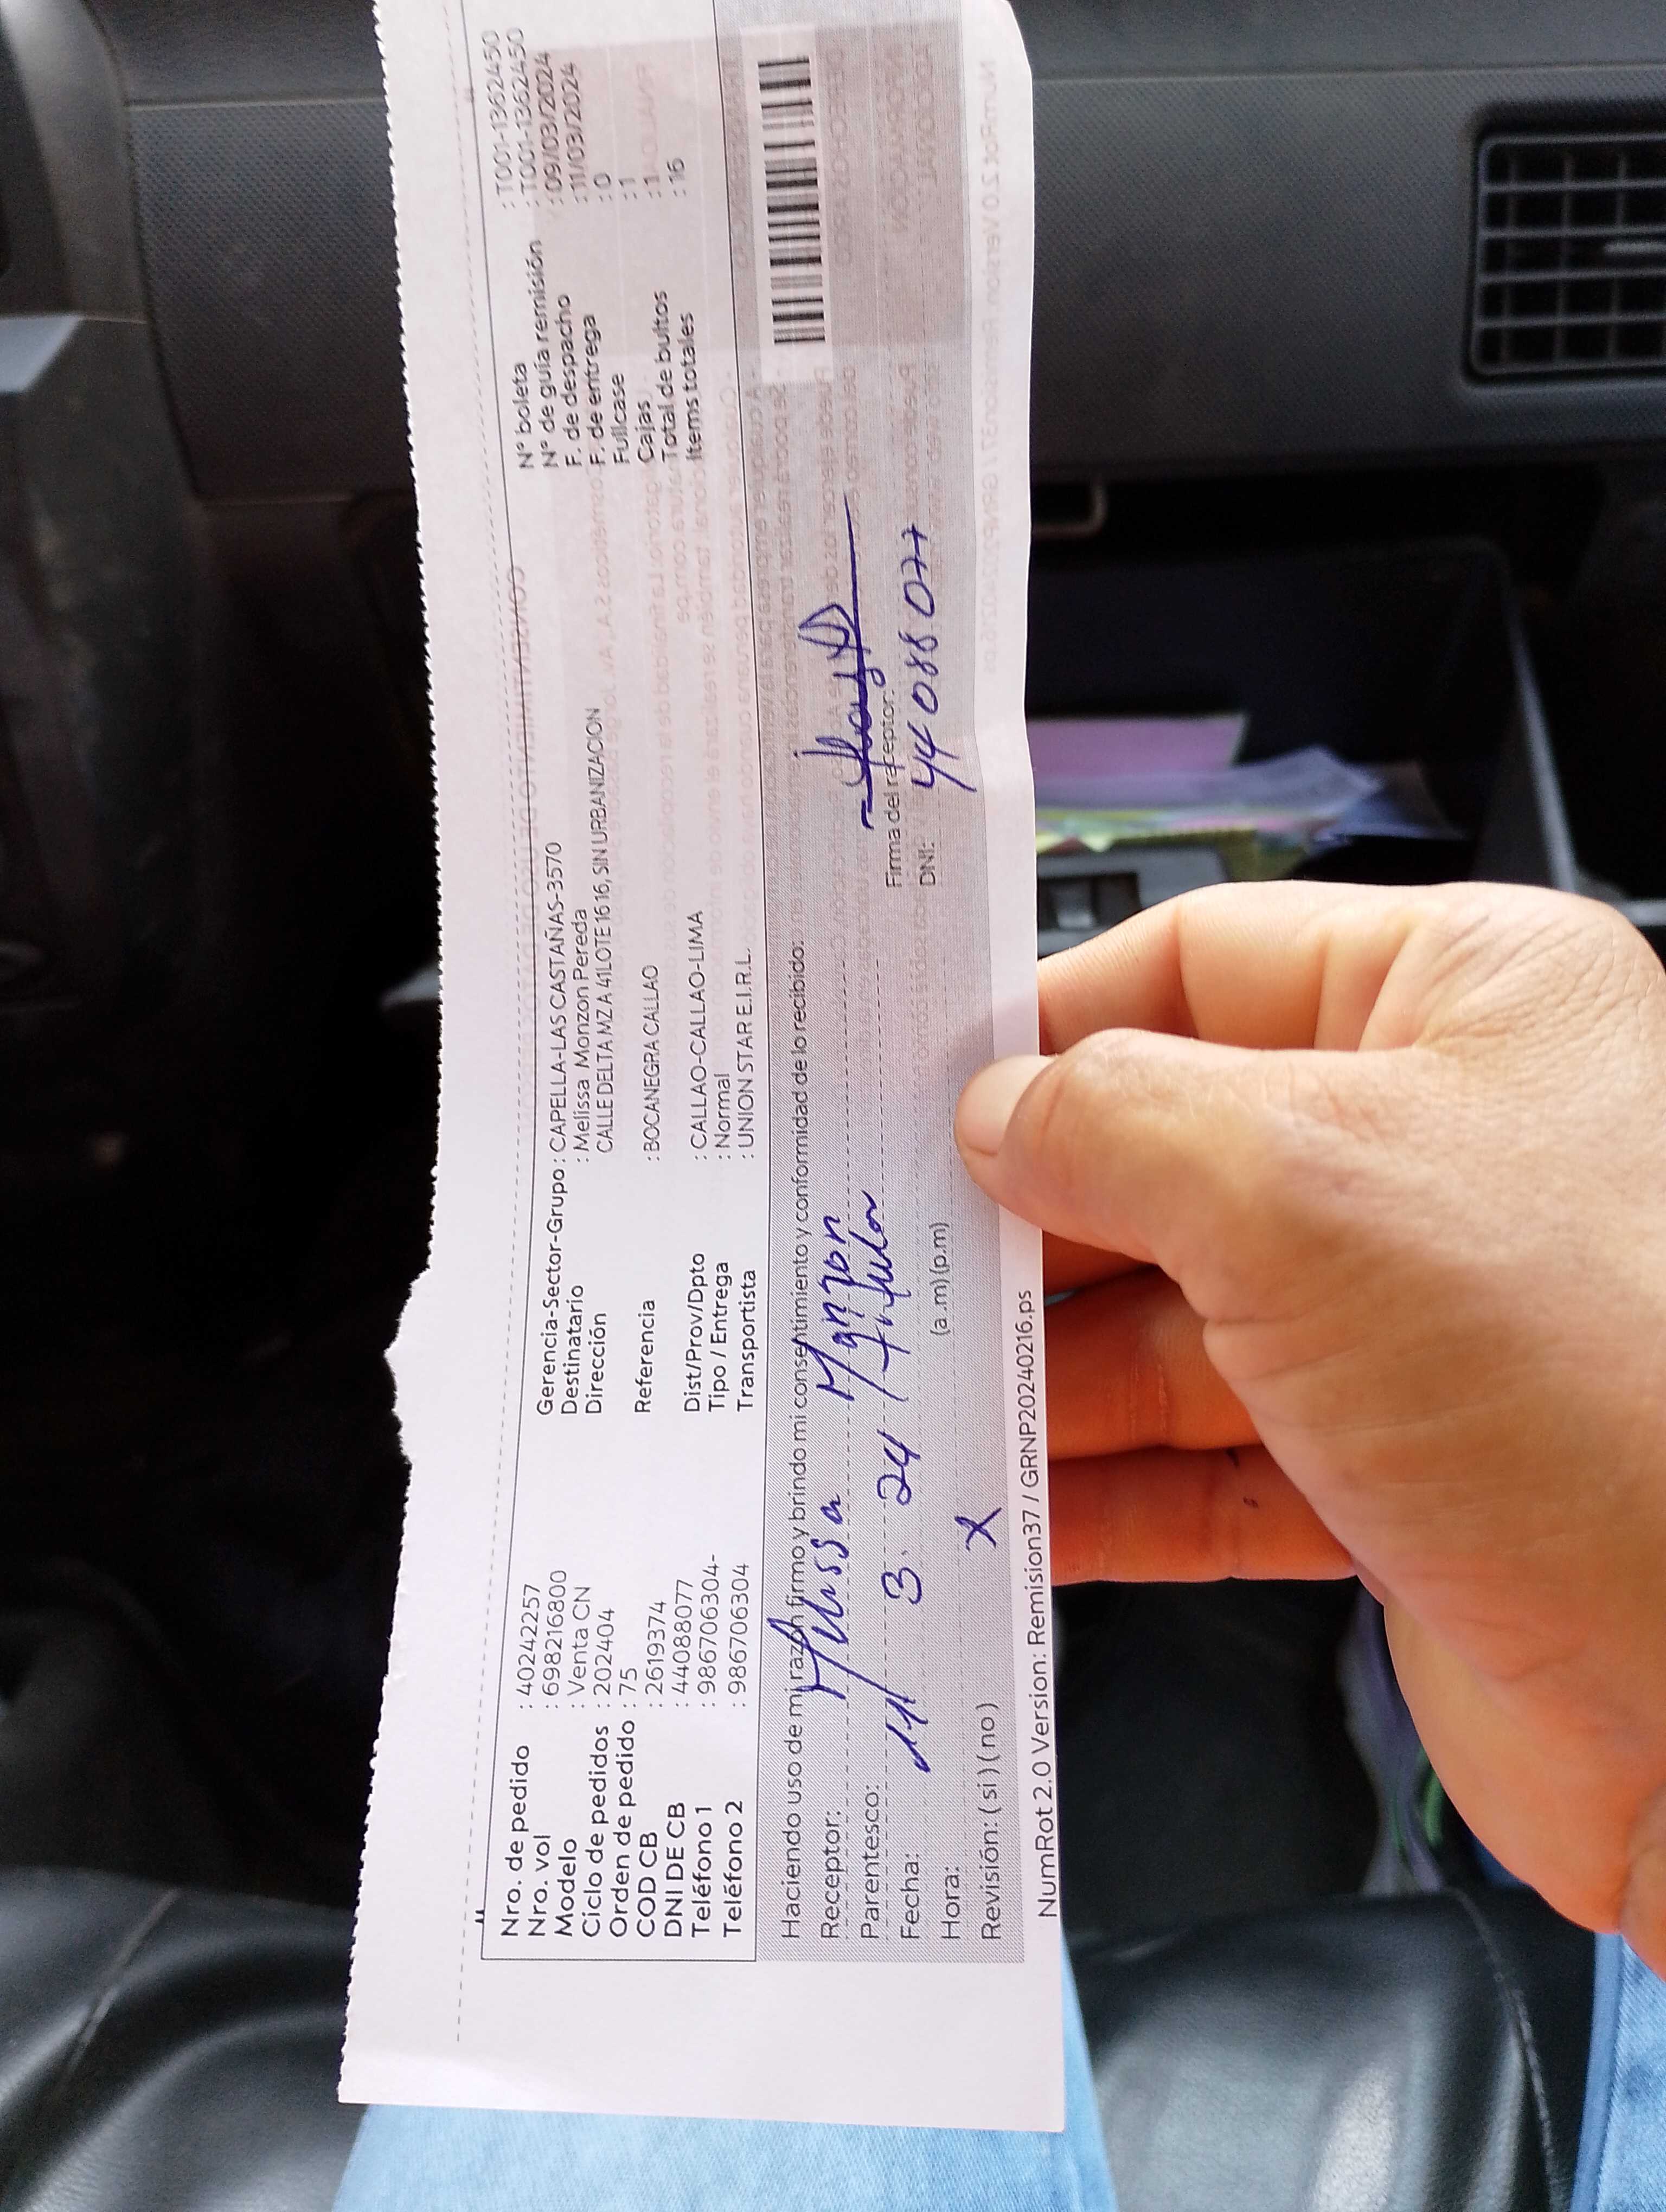 Nro. de pedido : 40242257
Nro. vol : 698216800
Modelo : Venta CN
Ciclo de pedidos : 202404
Orden de pedido : 75
COD CB : 2619374
DNI DE CB : 44088077
Teléfono 1 : 986706304-
Teléfono 2 : 986706304
Gerencia-Sector-Grupo : CAPELLA-LAS CASTAÑAS-3570
Destinatario : Melissa Monzon Pereda
Dirección CALLE DELTA MZ A 41LOTE 16 16, SIN URBANIZACION
Referencia : BOCANEGRA CALLAO
Dist/Prov/Dpto : CALLAO-CALLAO-LIMA
Tipo / Entrega : Normal
Transportista : UNION STAR E.I.R.L.
N° boleta : T001-1362450
N° de guía remisión : T001-1362450
F. de despacho : 09/03/2024
F. de entrega : 11/03/2024
Fullcase : 0
Cajas : 1
Total de bultos : 1
Items totales : 16
Haciendo uso de mi razón firmo y brindo mi consentimiento y conformidad de lo recibido:
Receptor: Melissa Monzon
Parentesco: Titular
Fecha: 11 3. 24
Hora: (a.m) (p.m)
Revisión: ( si ) ( no ) X
Firma del receptor:
DNI: 44088077
NumRot 2.0 Version: Remision37 / GRNP20240216.ps